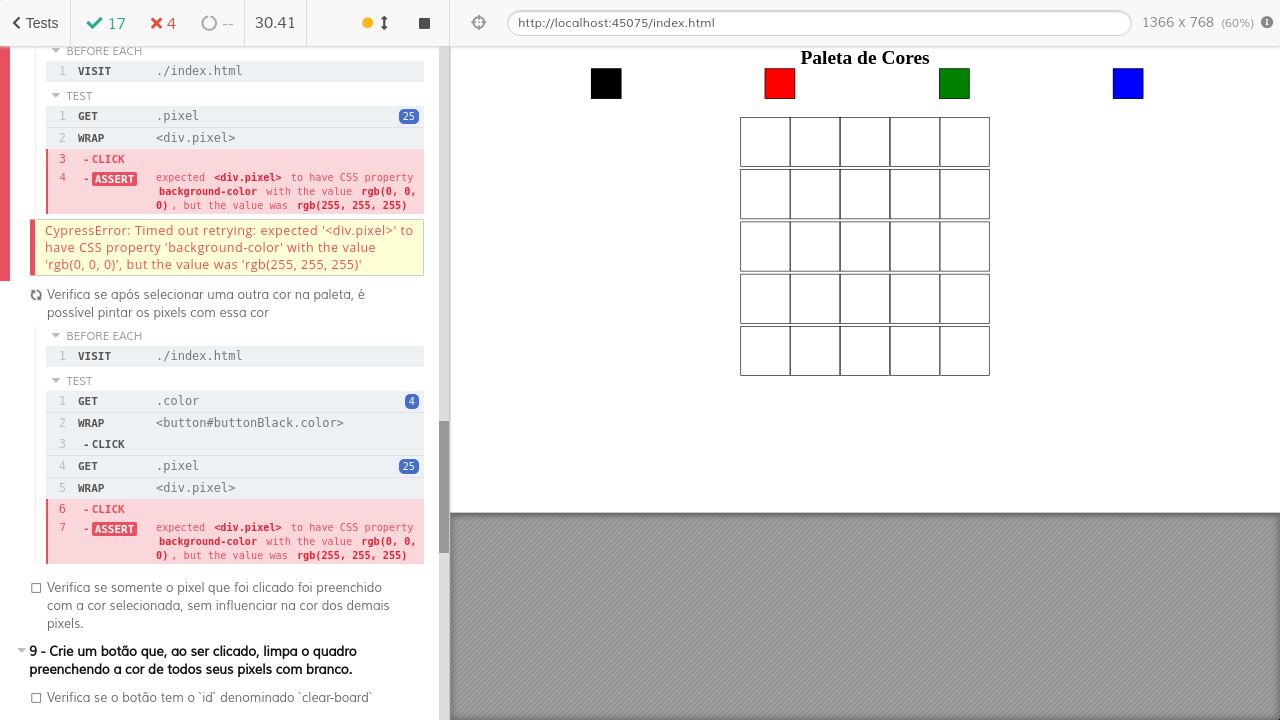 Tests 17 4 -- 30.41
http://localhost:45075/index.html 1366 x 768 (60%)
BEFORE EACH
1 VISIT ./index.html
TEST
1 GET .pixel 25
2 WRAP <div.pixel>
3 -CLICK
4 -ASSERT expected <div.pixel> to have CSS property
background-color with the value rgb(0, 0,
0), but the value was rgb(255, 255, 255)
CypressError: Timed out retrying: expected '<div.pixel>' to
have CSS property 'background-color' with the value
'rgb(0, 0, 0)', but the value was 'rgb(255, 255, 255)'
Verifica se após selecionar uma outra cor na paleta, é
possível pintar os pixels com essa cor
BEFORE EACH
1 VISIT ./index.html
TEST
1 GET .color 4
2 WRAP <button#buttonBlack.color>
3 -CLICK
4 GET .pixel 25
5 WRAP <div.pixel>
6 -CLICK
7 -ASSERT expected <div.pixel> to have CSS property
background-color with the value rgb(0, 0,
0), but the value was rgb(255, 255, 255)
Verifica se somente o pixel que foi clicado foi preenchido
com a cor selecionada, sem influenciar na cor dos demais
pixels.
9 - Crie um botão que, ao ser clicado, limpa o quadro
preenchendo a cor de todos seus pixels com branco.
Verifica se o botão tem o `id` denominado `clear-board`
Paleta de Cores